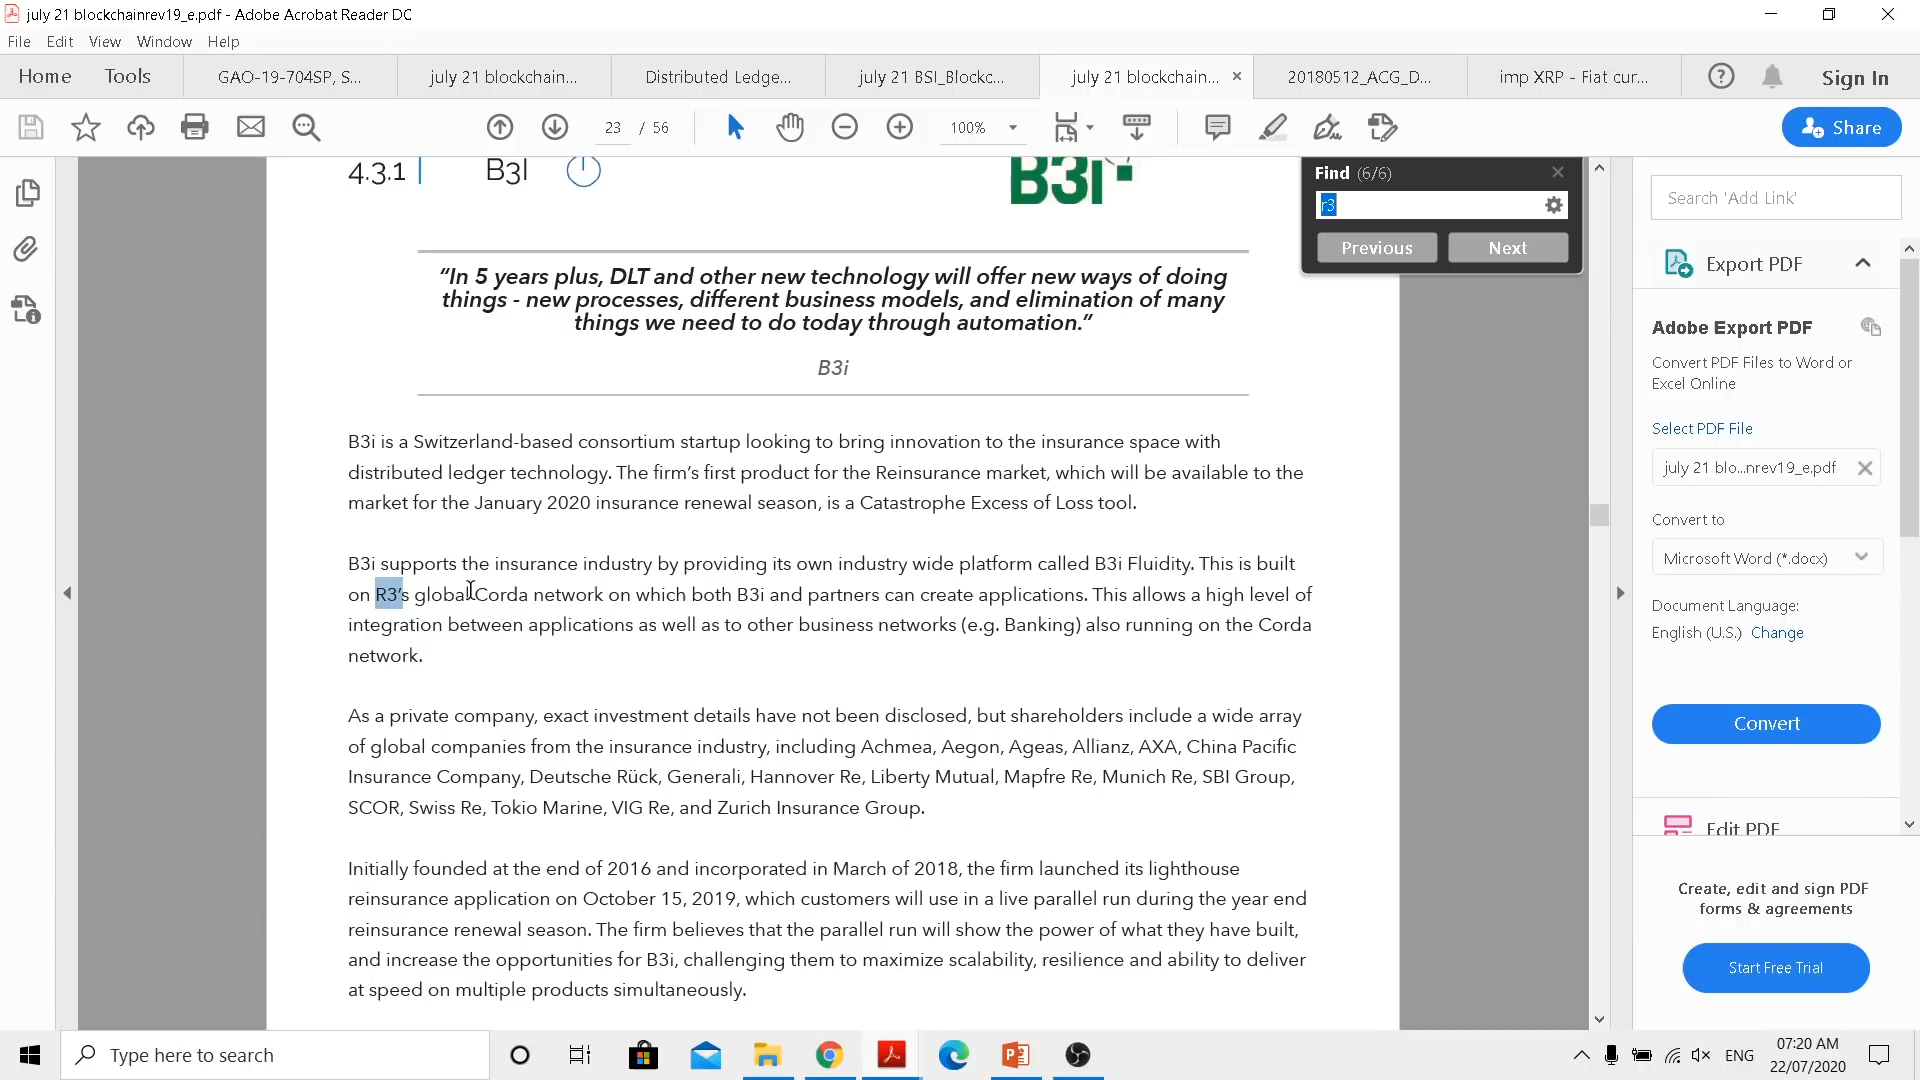 july 21 blockchainrev19_e.pdf - Adobe Acrobat Reader DC
File Edit View Window Help
Home Tools GAO-19-704SP, S... july 21 blockchain... Distributed Ledge... july 21 BSI_Blockc... july 21 blockchain... × 20180512_ACG_D... imp XRP - Fiat cur... Sign In
23 / 56 100% Share
4.3.1 | B3I
B3i
Find (6/6)
r3
Previous Next
“In 5 years plus, DLT and other new technology will offer new ways of doing
things - new processes, different business models, and elimination of many
things we need to do today through automation.”
B3i
B3i is a Switzerland-based consortium startup looking to bring innovation to the insurance space with
distributed ledger technology. The firm’s first product for the Reinsurance market, which will be available to the
market for the January 2020 insurance renewal season, is a Catastrophe Excess of Loss tool.
B3i supports the insurance industry by providing its own industry wide platform called B3i Fluidity. This is built
on R3’s global Corda network on which both B3i and partners can create applications. This allows a high level of
integration between applications as well as to other business networks (e.g. Banking) also running on the Corda
network.
As a private company, exact investment details have not been disclosed, but shareholders include a wide array
of global companies from the insurance industry, including Achmea, Aegon, Ageas, Allianz, AXA, China Pacific
Insurance Company, Deutsche Rück, Generali, Hannover Re, Liberty Mutual, Mapfre Re, Munich Re, SBI Group,
SCOR, Swiss Re, Tokio Marine, VIG Re, and Zurich Insurance Group.
Initially founded at the end of 2016 and incorporated in March of 2018, the firm launched its lighthouse
reinsurance application on October 15, 2019, which customers will use in a live parallel run during the year end
reinsurance renewal season. The firm believes that the parallel run will show the power of what they have built,
and increase the opportunities for B3i, challenging them to maximize scalability, resilience and ability to deliver
at speed on multiple products simultaneously.
Search 'Add Link'
Export PDF
Adobe Export PDF
Convert PDF Files to Word or
Excel Online
Select PDF File
july 21 blo...nrev19_e.pdf
Convert to
Microsoft Word (*.docx)
Document Language:
English (U.S.) Change
Convert
Edit PDF
Create, edit and sign PDF
forms & agreements
Start Free Trial
Type here to search
ENG
07:20 AM
22/07/2020